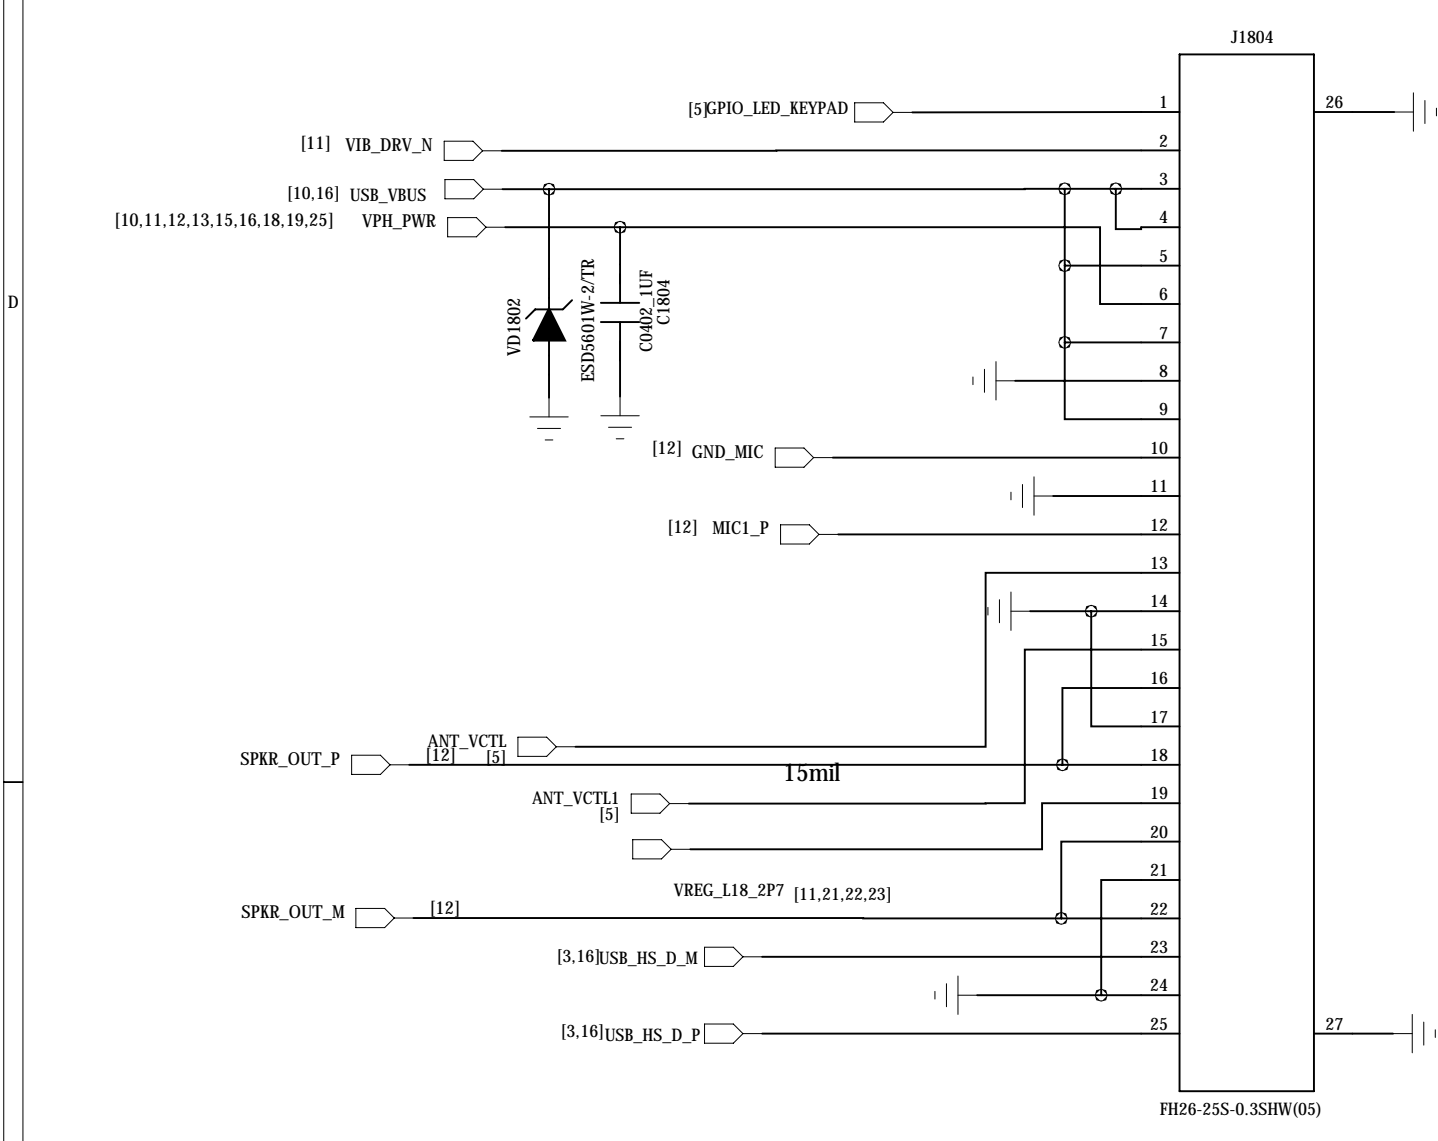 J1804
[5]GPIO_LED_KEYPAD
1
26
[11] VIB_DRV_N
2
[10,16] USB_VBUS
3
[10,11,12,13,15,16,18,19,25] VPH_PWR
4
5
6
D
VD1802
ESD5601W-2/TR
C0402_1UF
C1804
7
8
9
[12] GND_MIC
10
11
[12] MIC1_P
12
13
14
15
16
17
ANT_VCTL
[5]
SPKR_OUT_P
[12]
15mil
18
ANT_VCTL1
[5]
19
20
21
VREG_L18_2P7 [11,21,22,23]
SPKR_OUT_M
[12]
22
[3,16]USB_HS_D_M
23
24
[3,16]USB_HS_D_P
25
27
FH26-25S-0.3SHW(05)